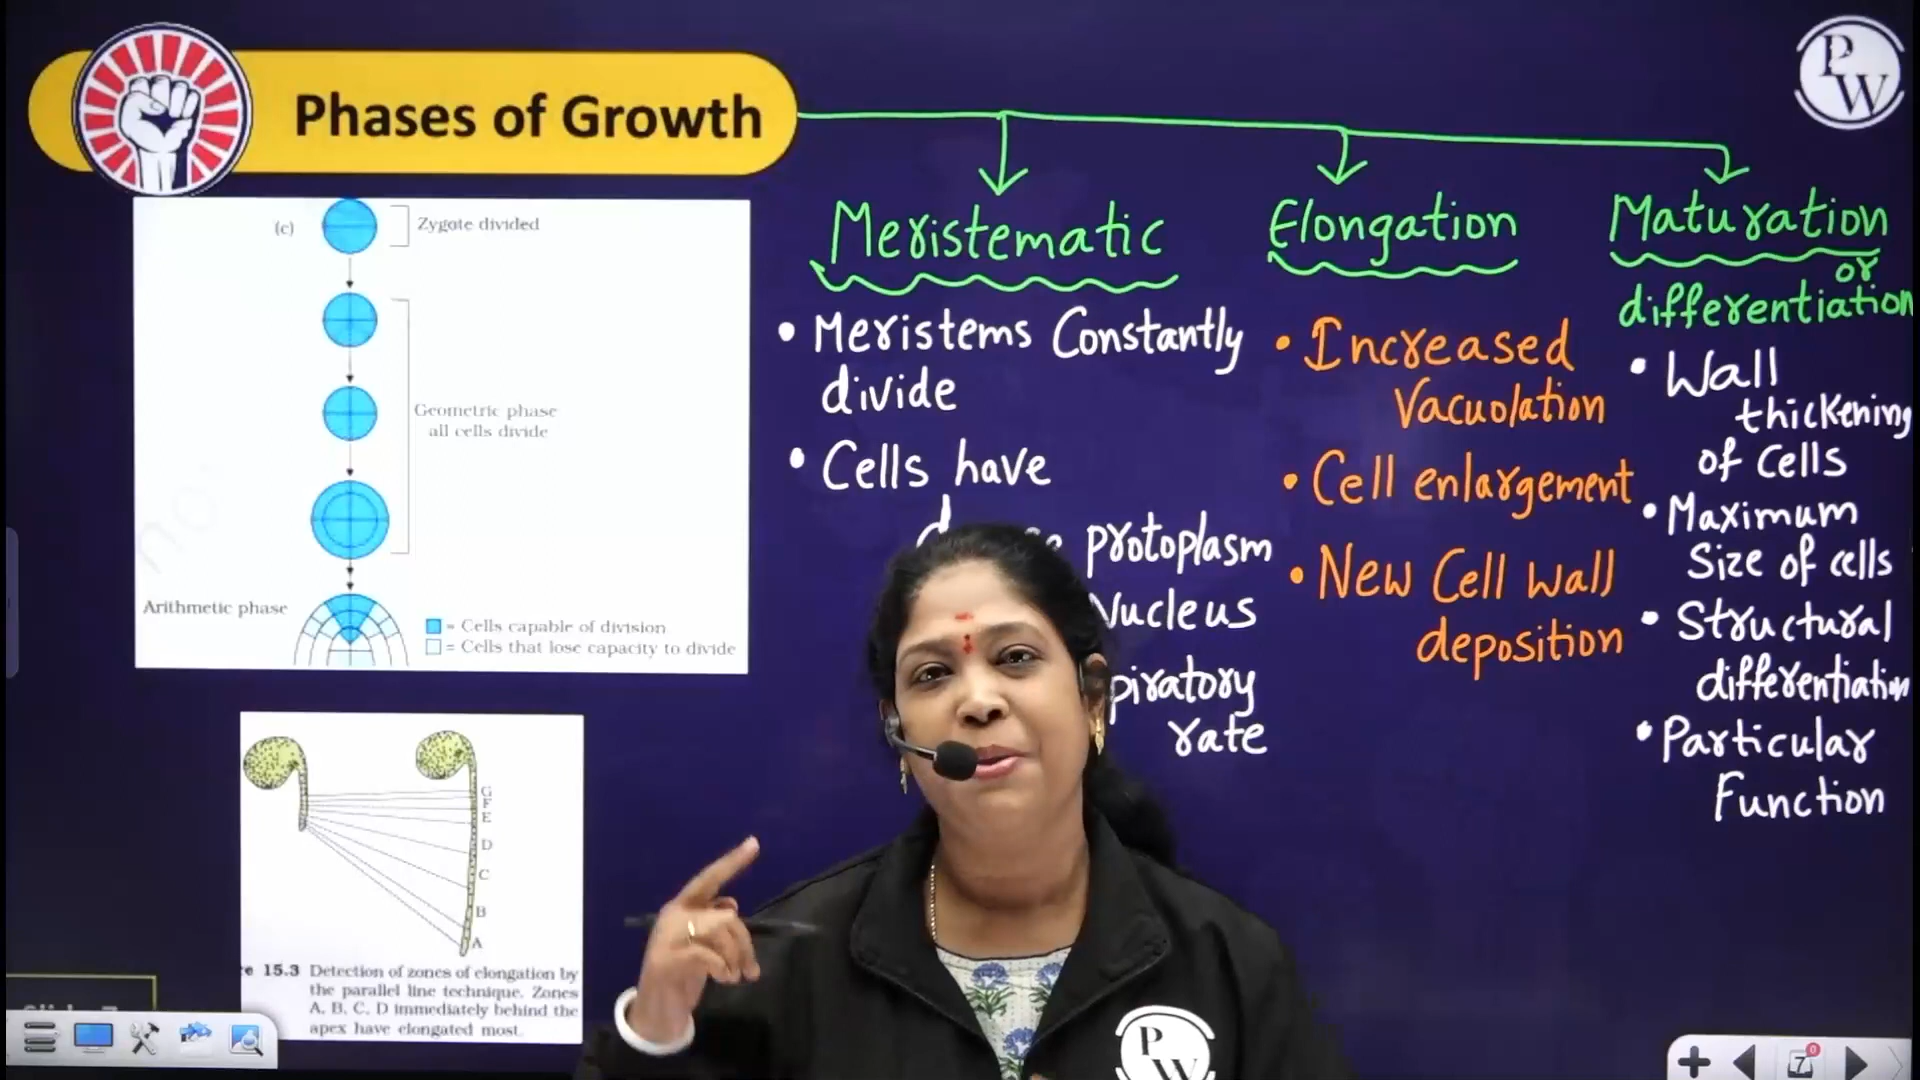 Phases of Growth
P
W
(c)
Zygote divided
Geometric phase
all cells divide
Arithmetic phase
= Cells capable of division
= Cells that lose capacity to divide
G
F
E
D
C
B
A
15.3 Detection of zones of elongation by
the parallel line technique. Zones
A, B, C, D immediately behind the
apex have elongated most.
Meristematic
• Meristems Constantly
divide
• Cells have
protoplasm
Nucleus
rate
Elongation
• Increased
Vacuolation
• Cell enlargement
• New Cell wall
deposition
Maturation
or
differentiation
• Wall
thickening
of cells
• Maximum
Size of cells
• Structural
differentiation
• Particular
Function
P
W
7
0